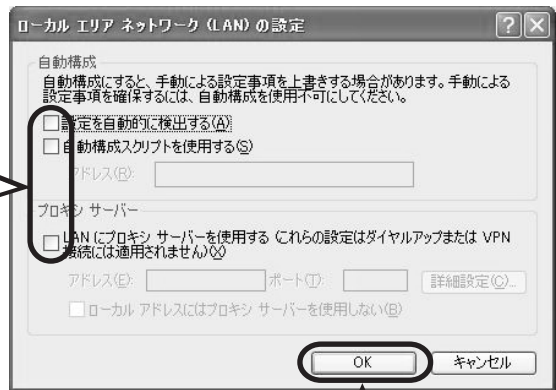 ローカル エリア ネットワーク (LAN) の設定
自動構成
自動構成にすると、手動による設定事項を上書きする場合があります。手動による
設定事項を確保するには、自動構成を使用不可にしてください。
設定を自動的に検出する(A)
自動構成スクリプトを使用する(S)
アドレス(R):
プロキシ サーバー
LAN にプロキシ サーバーを使用する (これらの設定はダイヤルアップまたは VPN
接続には適用されません)(X)
アドレス(E): ポート(T): 詳細設定(C)...
ローカル アドレスにはプロキシ サーバーを使用しない(B)
OK キャンセル